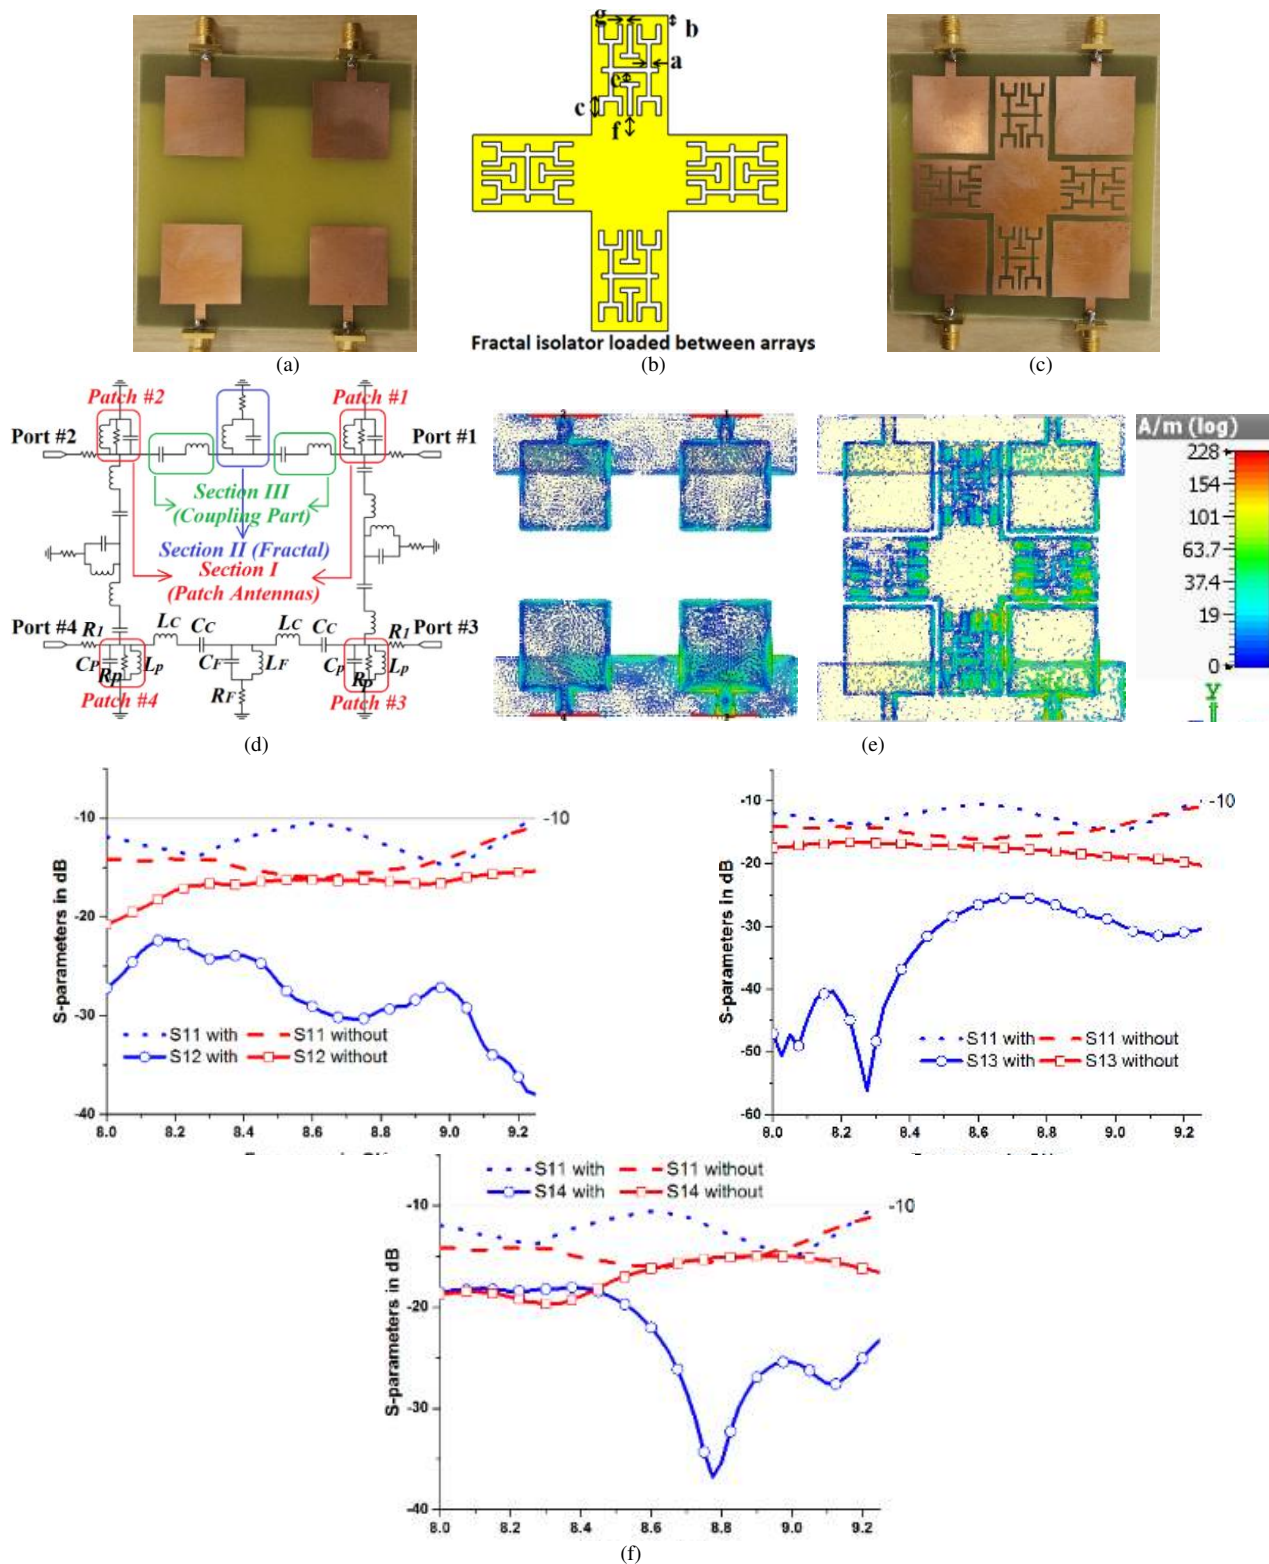 g
b
a
e
c
f
Fractal isolator loaded between arrays
(a)
(b)
(c)
Patch #2
Patch #1
Port #2
Port #1
Section III
(Coupling Part)
Section II (Fractal)
Section I
(Patch Antennas)
Port #4
R1
LC
CC
LC
CC
R1
Port #3
CP
RP
Lp
CF
LF
Cp
Rp
Lp
Patch #4
RF
Patch #3
A/m (log)
228
154
101
63.7
37.4
19
0
y
(d)
(e)
S-parameters in dB
-10
-20
-30
-40
-10
S11 with
S11 without
S12 with
S12 without
8.0
8.2
8.4
8.6
8.8
9.0
9.2
S-parameters in dB
-10
-20
-30
-40
-50
-60
-10
S11 with
S11 without
S13 with
S13 without
8.0
8.2
8.4
8.6
8.8
9.0
9.2
S11 with
S11 without
S14 with
S14 without
S-parameters in dB
-10
-20
-30
-40
-10
8.0
8.2
8.4
8.6
8.8
9.0
9.2
(f)